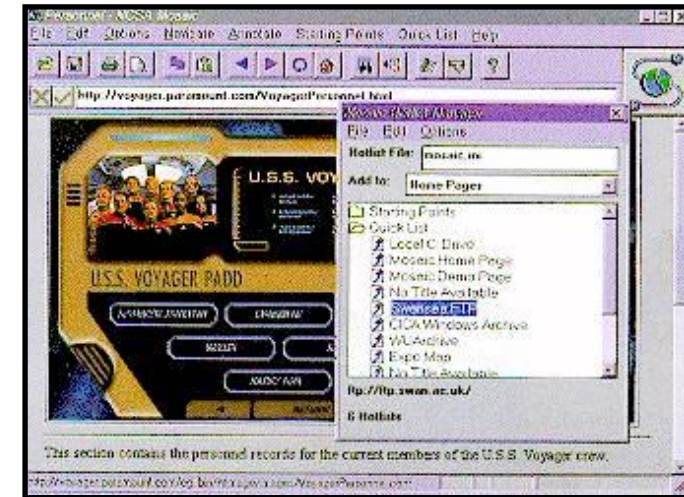 Personnel - NCSA Mosaic
File Edit Options Navigate Annotate Starting Points Quick List Help
http://voyager.paramount.com/VoyagerPersonnel.html
Mosaic Hotlist Manager
File Edit Options
Hotlist File: mosaic.ini
Add to: Home Pages
Starting Points
Quick List
Local C: Drive
Mosaic Home Page
Mosaic Demo Page
No Title Available
Swansea FTP
CICA Windows Archive
WU Archive
Expo Map
No Title Available
ftp://ftp.swan.ac.uk/
6 Hotlists
U.S.S. VOY
U.S.S. VOYAGER PADD
This section contains the personnel records for the current members of the U.S.S. Voyager crew.